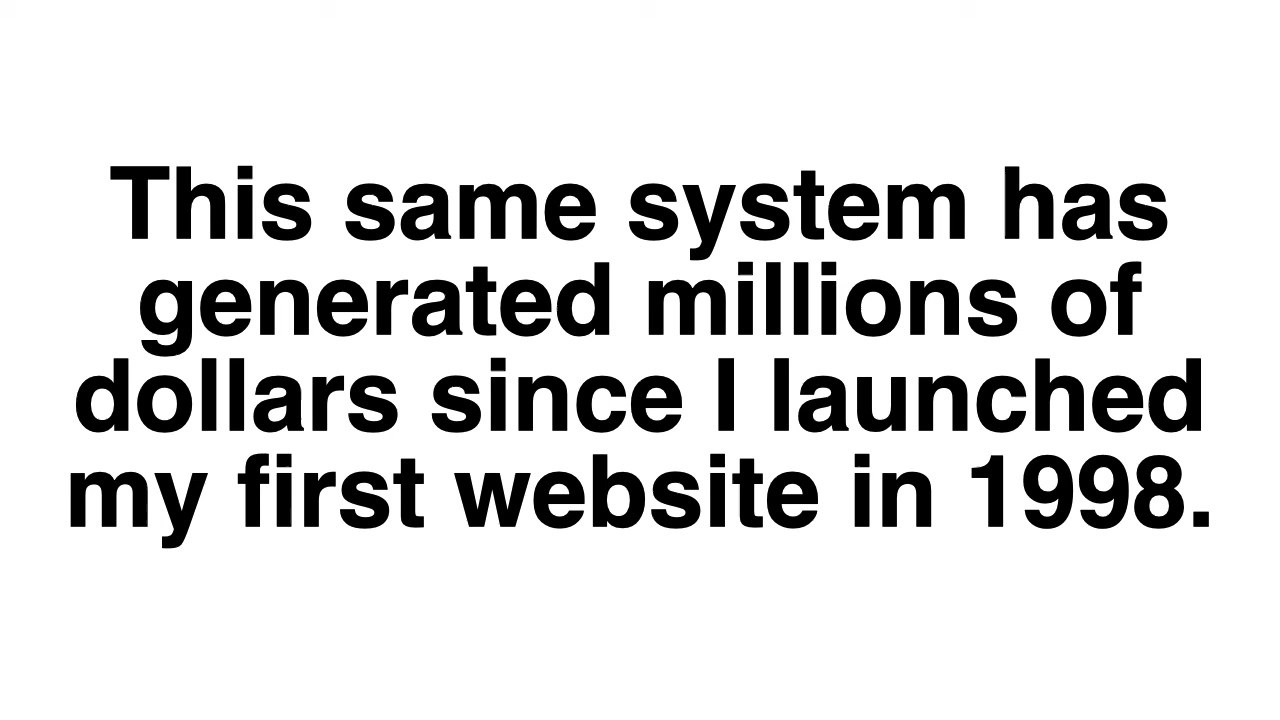 This same system has
generated millions of
dollars since I launched
my first website in 1998.